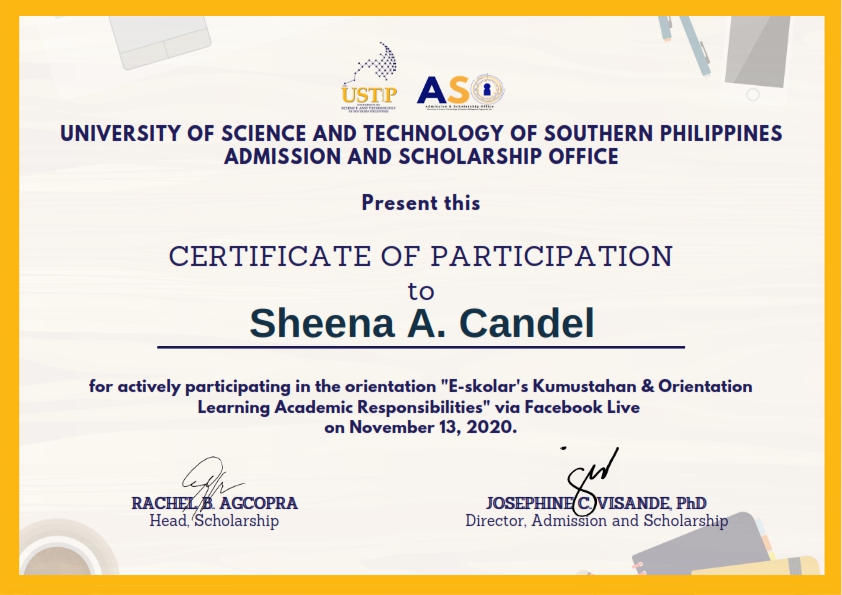 USTP
UNIVERSITY OF
SCIENCE AND TECHNOLOGY
OF SOUTHERN PHILIPPINES
ASO
Admission & Scholarship Office
UNIVERSITY OF SCIENCE AND TECHNOLOGY OF SOUTHERN PHILIPPINES
ADMISSION AND SCHOLARSHIP OFFICE
Present this
CERTIFICATE OF PARTICIPATION
to
Sheena A. Candel
for actively participating in the orientation "E-skolar's Kumustahan & Orientation
Learning Academic Responsibilities" via Facebook Live
on November 13, 2020.
RACHEL B. AGCOPRA
Head, Scholarship
JOSEPHINE C. VISANDE, PhD
Director, Admission and Scholarship